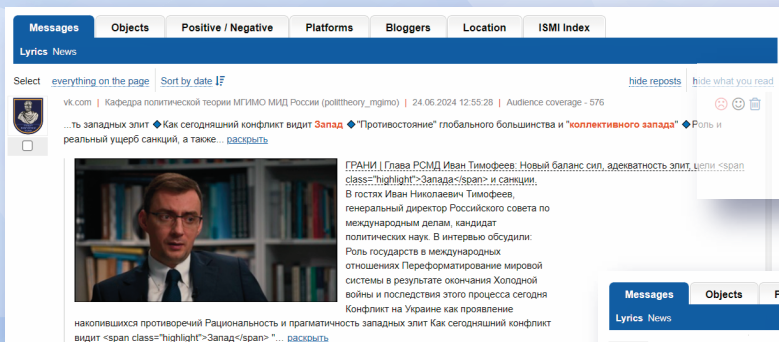 Messages Objects Positive / Negative Platforms Bloggers Location ISMI Index
Lyrics News
Select everything on the page Sort by date hide reposts hide what you read
vk.com | Кафедра политической теории МГИМО МИД России (polittheory_mgimo) | 24.06.2024 12:55:28 | Audience coverage - 576
...ть западных элит ◆Как сегодняшний конфликт видит Запад ◆"Противостояние" глобального большинства и "коллективного запада" ◆Роль и
реальный ущерб санкций, а также... раскрыть
ГРАНИ | Глава РСМД Иван Тимофеев: Новый баланс сил, адекватность элит, цели <span
class="highlight">Запада</span> и санкции.
В гостях Иван Николаевич Тимофеев,
генеральный директор Российского совета по
международным делам, кандидат
политических наук. В интервью обсудили:
Роль государств в международных
отношениях Переформатирование мировой
системы в результате окончания Холодной
войны и последствия этого процесса сегодня
Конфликт на Украине как проявление
накопившихся противоречий Рациональность и прагматичность западных элит Как сегодняшний конфликт
видит <span class="highlight">Запад</span> "... раскрыть
Messages Objects
Lyrics News